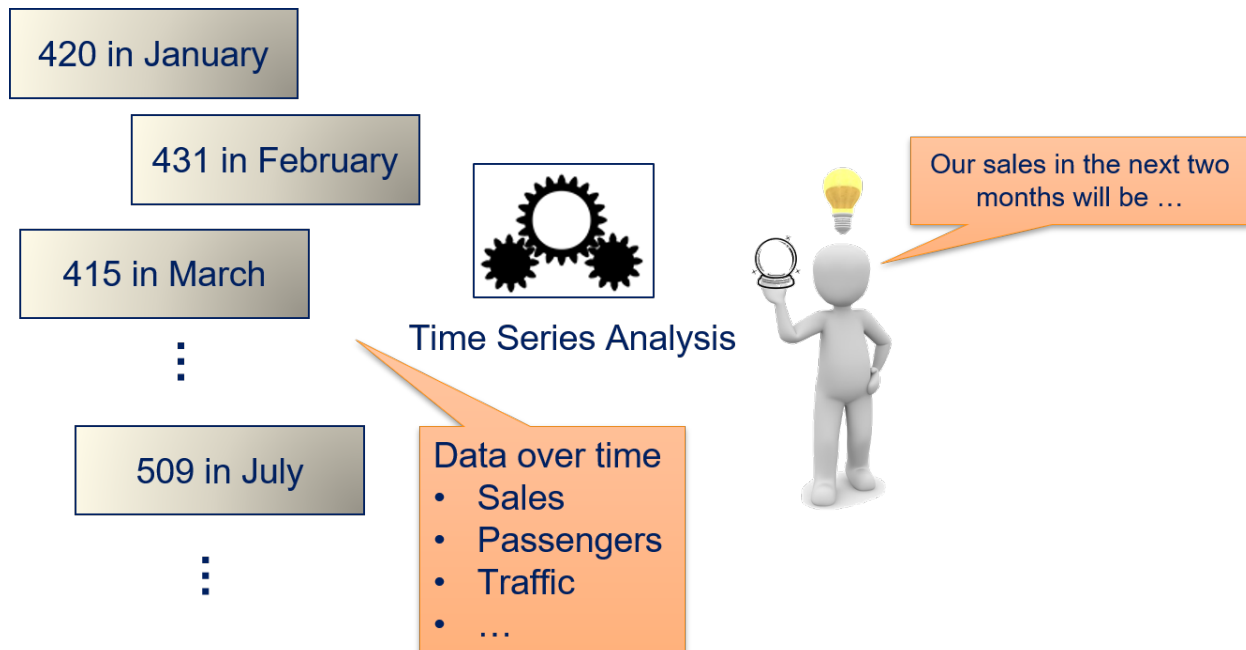 420 in January
431 in February
415 in March
⋮
509 in July
⋮
Time Series Analysis
Data over time
• Sales
• Passengers
• Traffic
• …
Our sales in the next two
months will be …